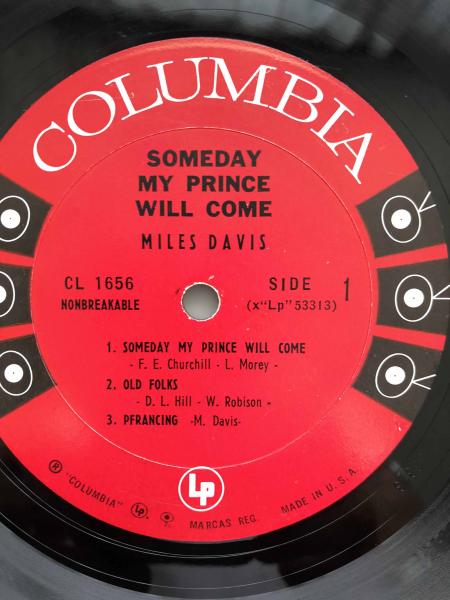 COLUMBIA
SOMEDAY
MY PRINCE
WILL COME
MILES DAVIS
CL 1656
NONBREAKABLE
SIDE 1
(x"Lp"53313)
1. SOMEDAY MY PRINCE WILL COME
- F. E. Churchill - L. Morey -
2. OLD FOLKS
- D. L. Hill - W. Robison -
3. PFRANCING -M. Davis-
Lp
® "COLUMBIA" Lp. MARCAS REG. MADE IN U. S. A.